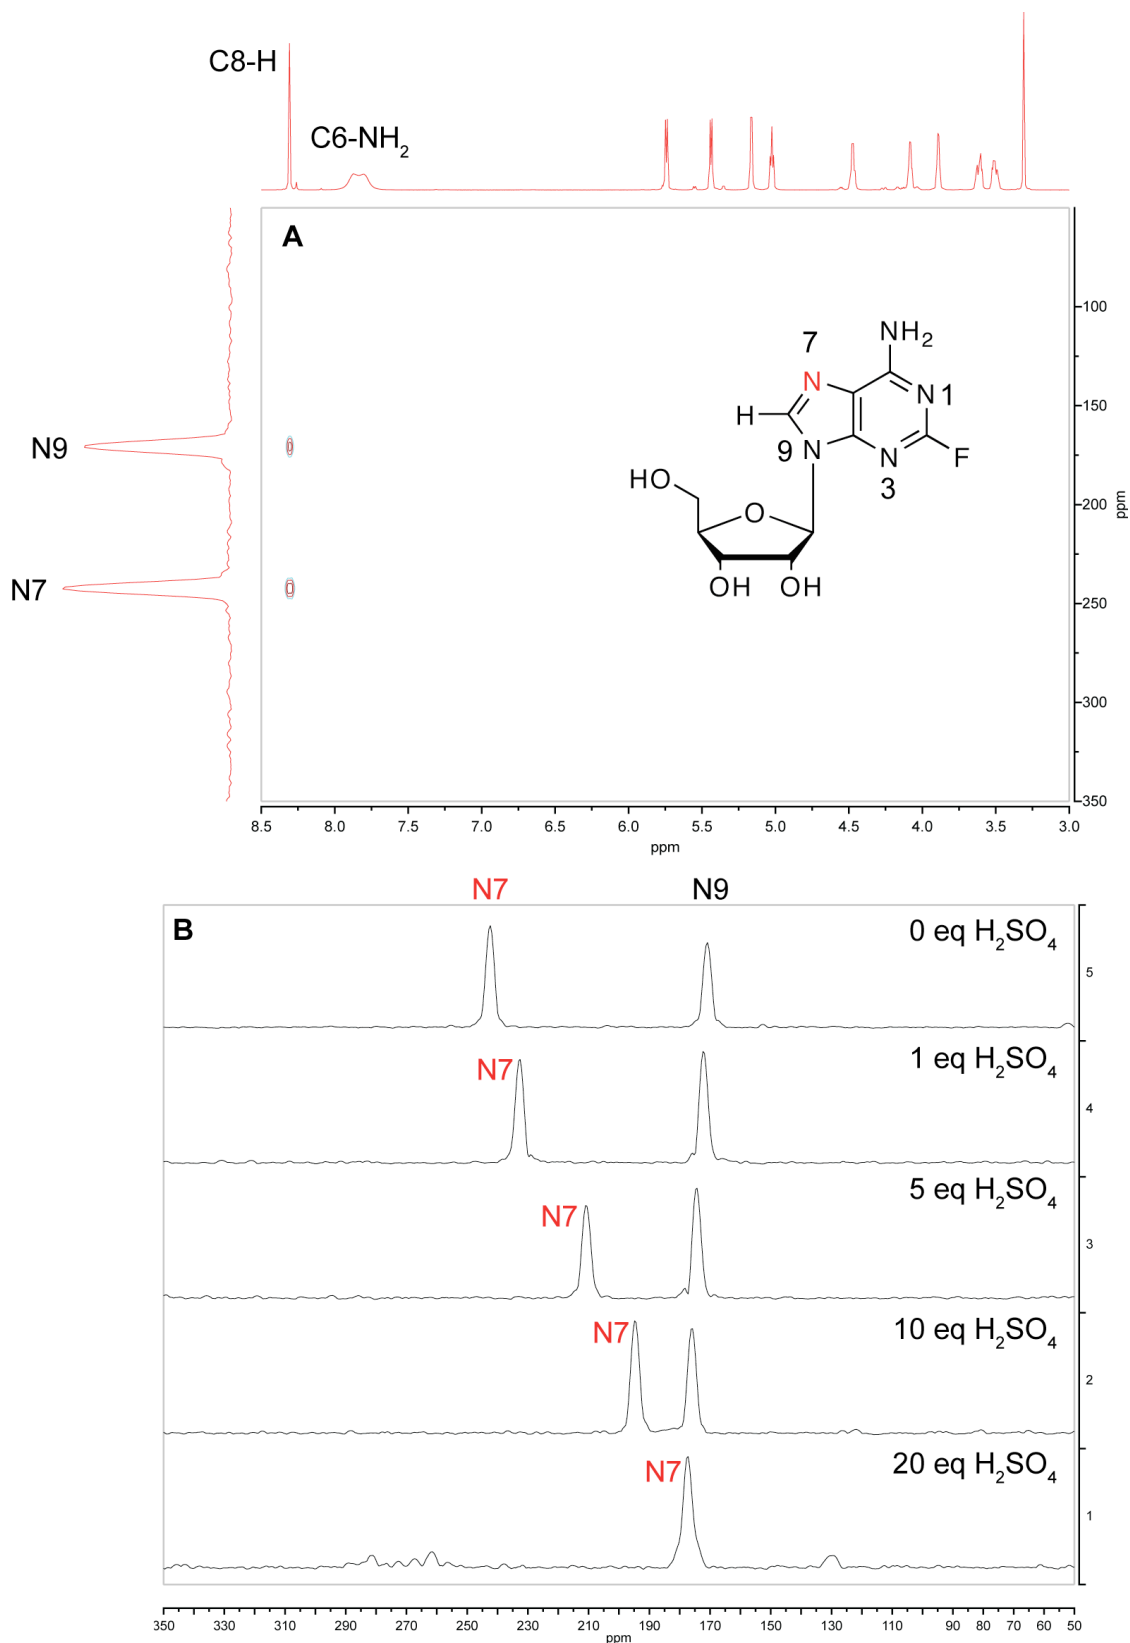 C8-H
C6-NH2
A
N9
N7
7
NH2
N
N 1
H
9 N
N
3
F
HO
O
OH OH
100
150
200
250
300
350
ppm
8.5 8.0 7.5 7.0 6.5 6.0 5.5 5.0 4.5 4.0 3.5 3.0
ppm
N7 N9
B
0 eq H2SO4
5
N7
1 eq H2SO4
4
N7
5 eq H2SO4
3
N7
10 eq H2SO4
2
N7
20 eq H2SO4
1
350 330 310 290 270 250 230 210 190 170 150 130 110 90 80 70 60 50
ppm